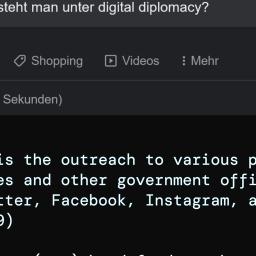 steht man unter digital diplomacy?
Shopping Videos Mehr
Sekunden)
is the outreach to various
es and other government offi
tter, Facebook, Instagram, a
9)